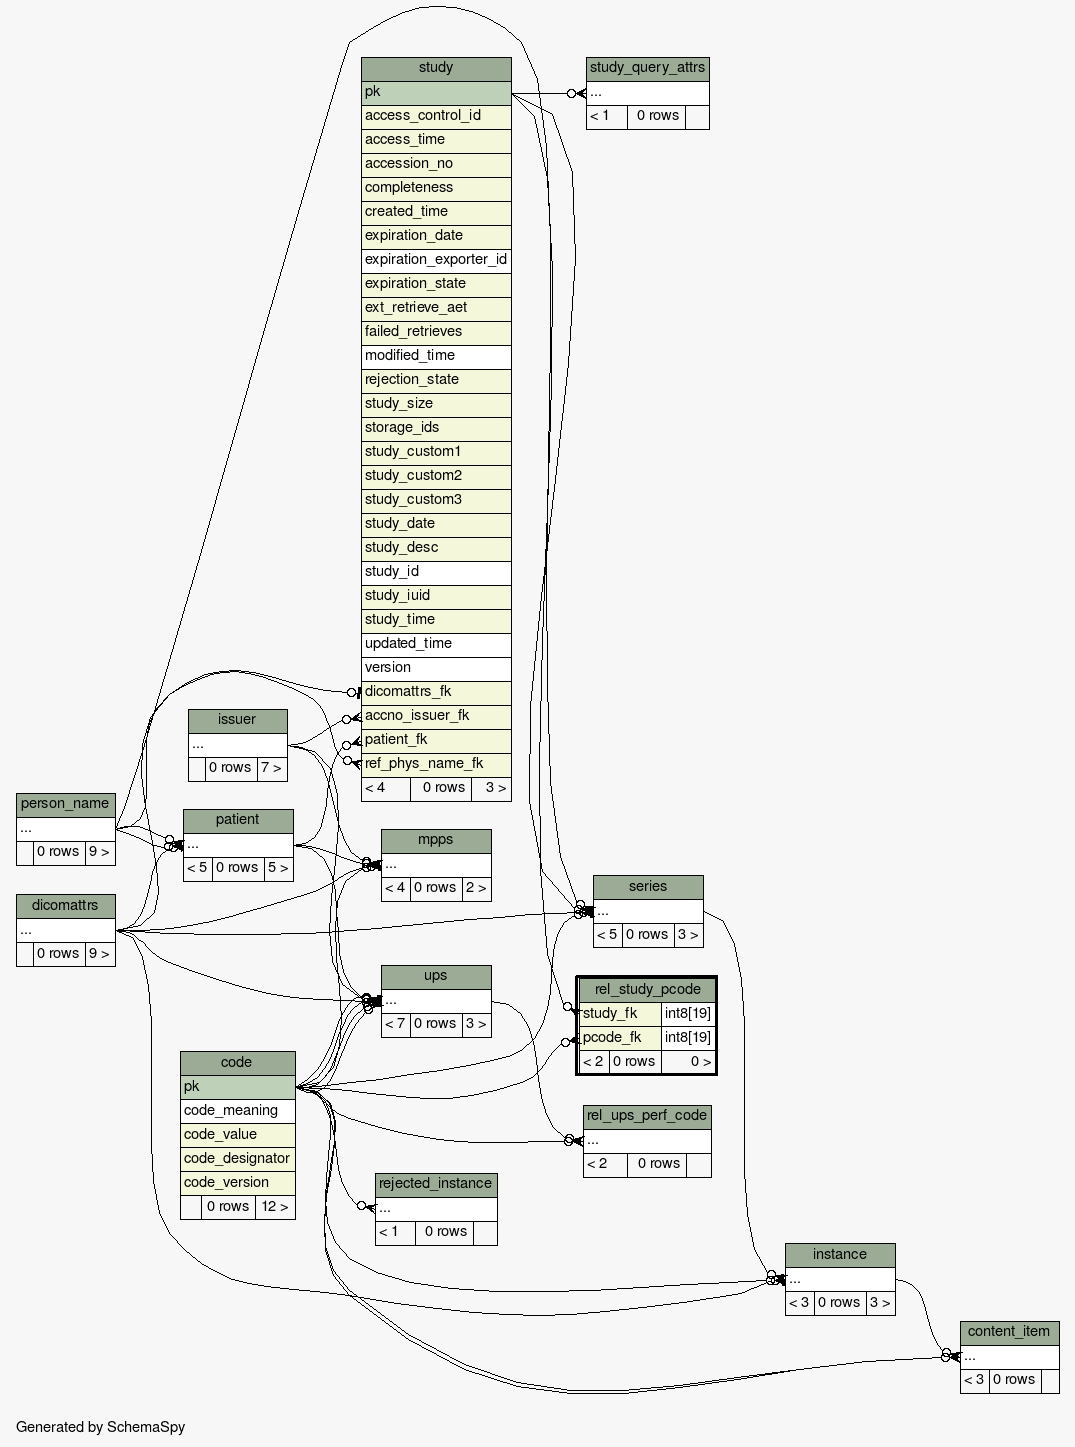 study
pk
access_control_id
access_time
accession_no
completeness
created_time
expiration_date
expiration_exporter_id
expiration_state
ext_retrieve_aet
failed_retrieves
modified_time
rejection_state
study_size
storage_ids
study_custom1
study_custom2
study_custom3
study_date
study_desc
study_id
study_iuid
study_time
updated_time
version
dicomattrs_fk
accno_issuer_fk
patient_fk
ref_phys_name_fk
< 4 0 rows 3 >
study_query_attrs
...
< 1 0 rows
issuer
...
0 rows 7 >
person_name
...
0 rows 9 >
patient
...
< 5 0 rows 5 >
mpps
...
< 4 0 rows 2 >
dicomattrs
...
0 rows 9 >
series
...
< 5 0 rows 3 >
ups
...
< 7 0 rows 3 >
rel_study_pcode
study_fk int8[19]
pcode_fk int8[19]
< 2 0 rows 0 >
code
pk
code_meaning
code_value
code_designator
code_version
0 rows 12 >
rel_ups_perf_code
...
< 2 0 rows
rejected_instance
...
< 1 0 rows
instance
...
< 3 0 rows 3 >
content_item
...
< 3 0 rows
Generated by SchemaSpy